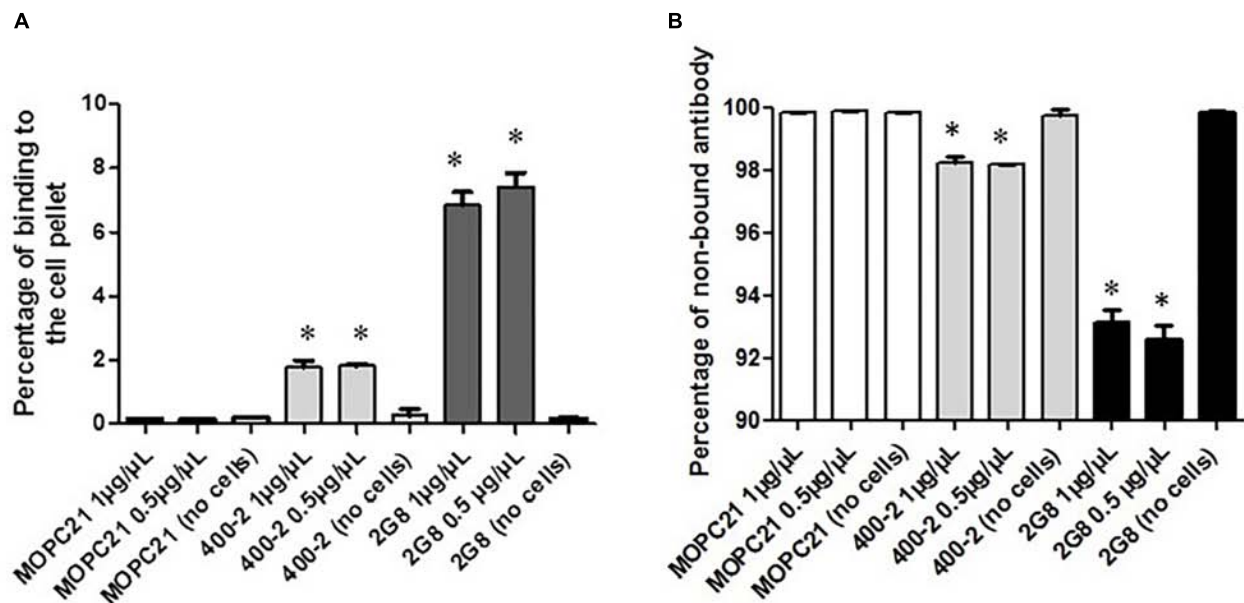 A
Percentage of binding to
the cell pellet
10
8
6
4
2
0
*
*
*
*
MOPC21 1µg/µL
MOPC21 0.5µg/µL
MOPC21 (no cells)
400-2 1µg/µL
400-2 0.5µg/µL
400-2 (no cells)
2G8 1µg/µL
2G8 0.5 µg/µL
2G8 (no cells)
B
Percentage of non-bound antibody
100
98
96
94
92
90
*
*
*
*
MOPC21 1µg/µL
MOPC21 0.5µg/µL
MOPC21 (no cells)
400-2 1µg/µL
400-2 0.5µg/µL
400-2 (no cells)
2G8 1µg/µL
2G8 0.5 µg/µL
2G8 (no cells)